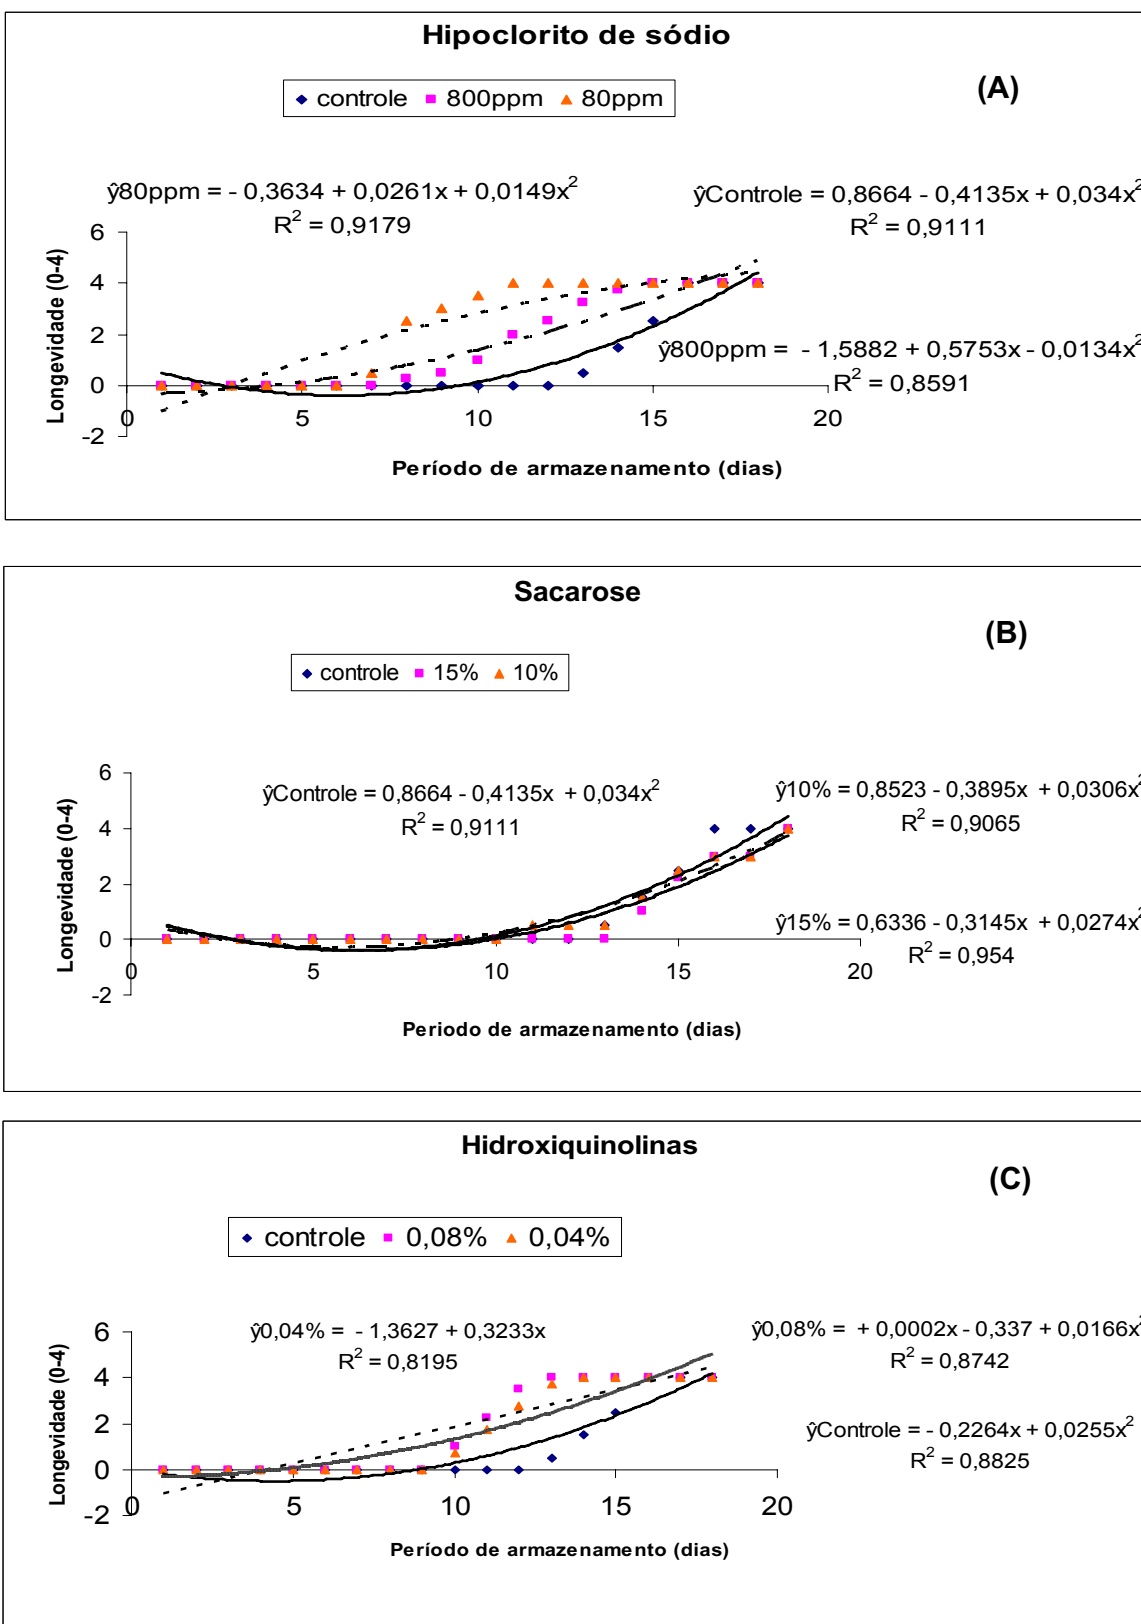 Hipoclorito de sódio
(A)
controle 800ppm 80ppm
ŷ80ppm = - 0,3634 + 0,0261x + 0,0149x²
R² = 0,9179
ŷControle = 0,8664 - 0,4135x + 0,034x²
R² = 0,9111
ŷ800ppm = - 1,5882 + 0,5753x - 0,0134x²
R² = 0,8591
Longevidade (0-4)
6
4
2
0
-2
0 5 10 15 20
Período de armazenamento (dias)
Sacarose
(B)
controle 15% 10%
ŷControle = 0,8664 - 0,4135x + 0,034x²
R² = 0,9111
ŷ10% = 0,8523 - 0,3895x + 0,0306x²
R² = 0,9065
ŷ15% = 0,6336 - 0,3145x + 0,0274x²
R² = 0,954
Longevidade (0-4)
6
4
2
0
-2
0 5 10 15 20
Periodo de armazenamento (dias)
Hidroxiquinolinas
(C)
controle 0,08% 0,04%
ŷ0,04% = - 1,3627 + 0,3233x
R² = 0,8195
ŷ0,08% = + 0,0002x - 0,337 + 0,0166x²
R² = 0,8742
ŷControle = - 0,2264x + 0,0255x²
R² = 0,8825
Longevidade (0-4)
6
4
2
0
-2
0 5 10 15 20
Período de armazenamento (dias)